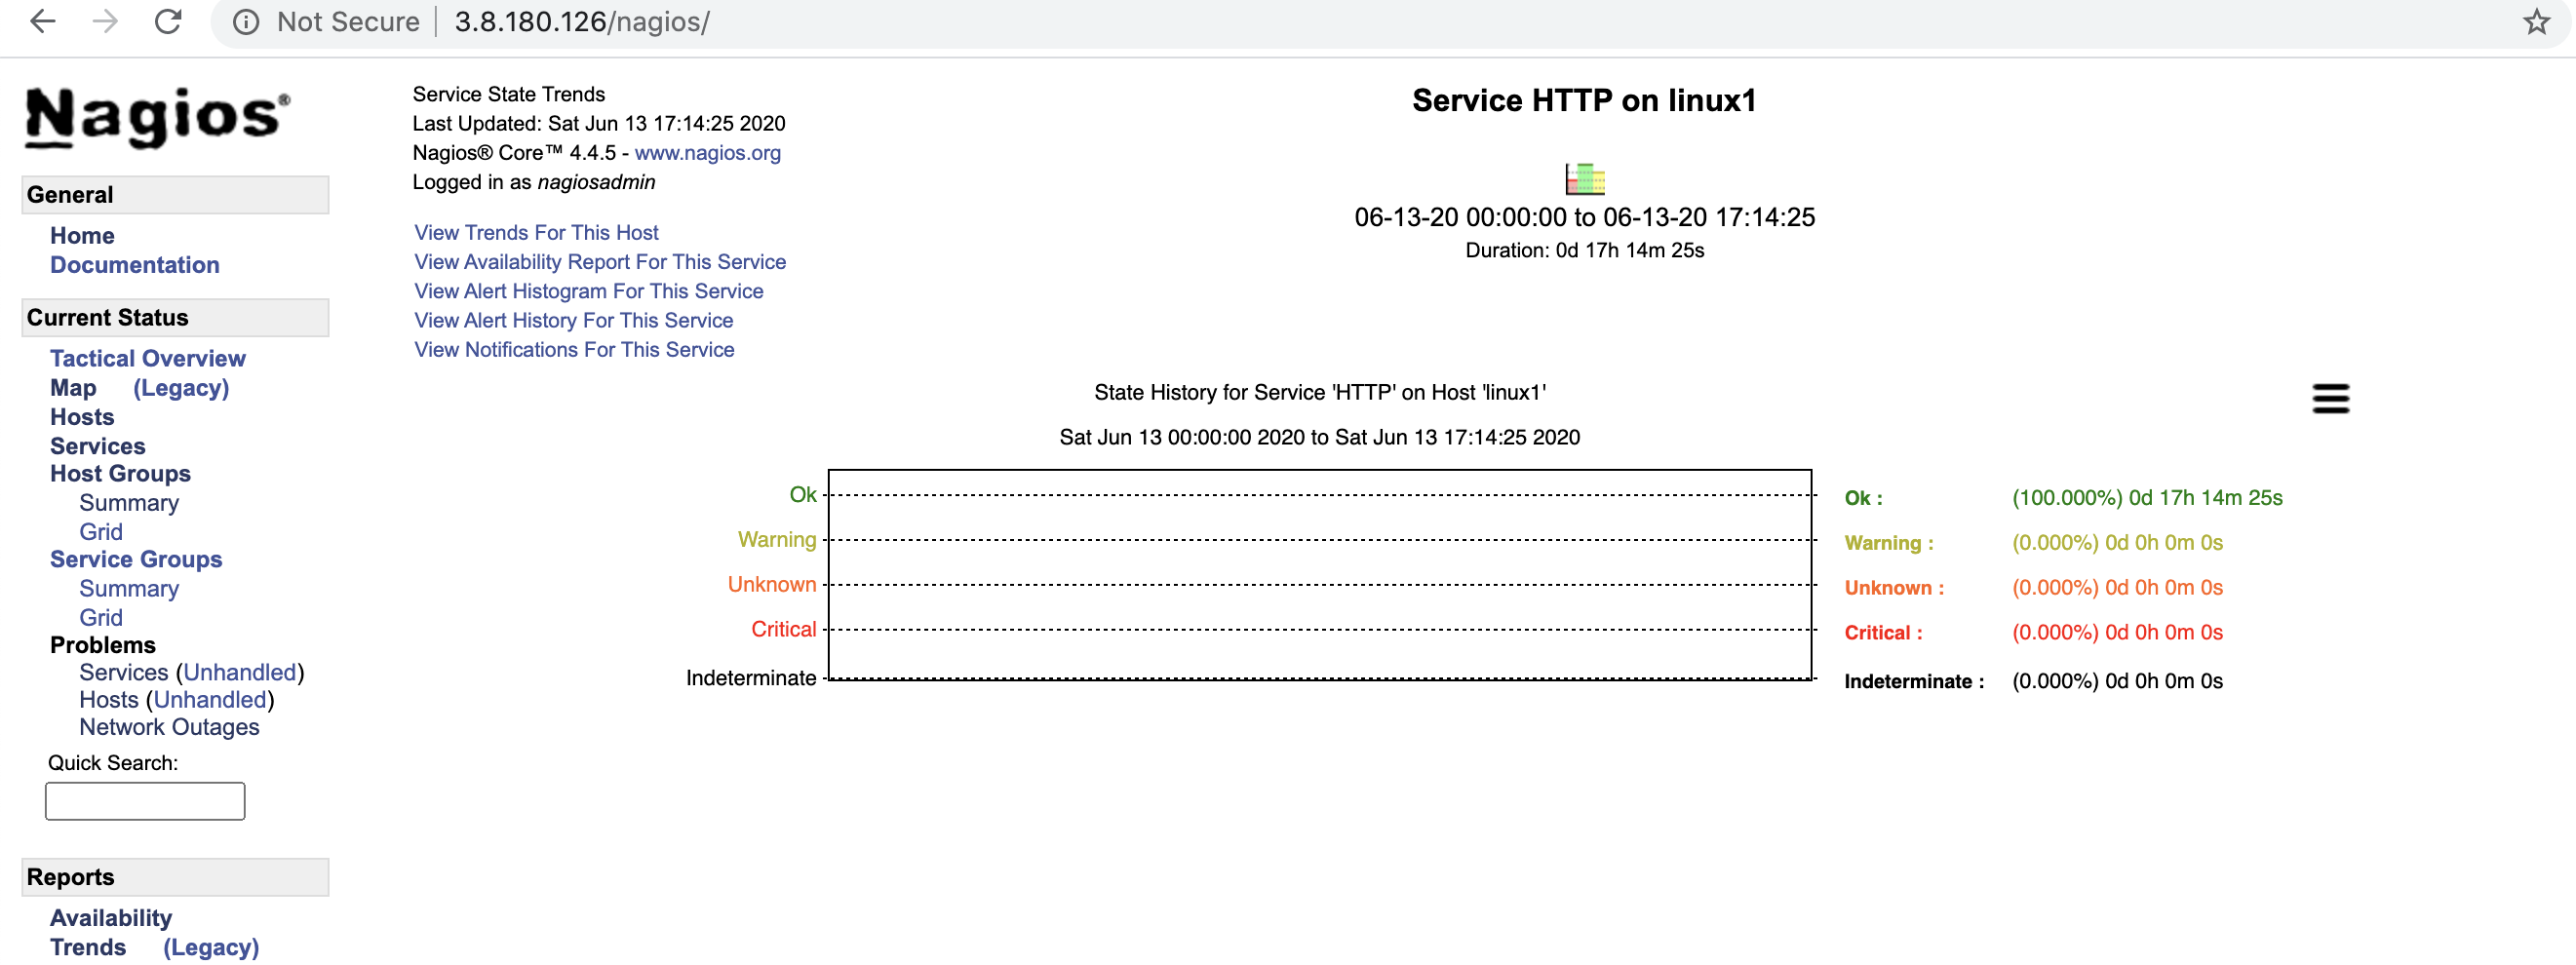 Not Secure | 3.8.180.126/nagios/
Nagios®
General
Home
Documentation
Current Status
Tactical Overview
Map (Legacy)
Hosts
Services
Host Groups
Summary
Grid
Service Groups
Summary
Grid
Problems
Services (Unhandled)
Hosts (Unhandled)
Network Outages
Quick Search:
Reports
Availability
Trends (Legacy)
Service State Trends
Last Updated: Sat Jun 13 17:14:25 2020
Nagios® Core™ 4.4.5 - www.nagios.org
Logged in as nagiosadmin
View Trends For This Host
View Availability Report For This Service
View Alert Histogram For This Service
View Alert History For This Service
View Notifications For This Service
Service HTTP on linux1
06-13-20 00:00:00 to 06-13-20 17:14:25
Duration: 0d 17h 14m 25s
State History for Service 'HTTP' on Host 'linux1'
Sat Jun 13 00:00:00 2020 to Sat Jun 13 17:14:25 2020
Ok
Warning
Unknown
Critical
Indeterminate
Ok : (100.000%) 0d 17h 14m 25s
Warning : (0.000%) 0d 0h 0m 0s
Unknown : (0.000%) 0d 0h 0m 0s
Critical : (0.000%) 0d 0h 0m 0s
Indeterminate : (0.000%) 0d 0h 0m 0s